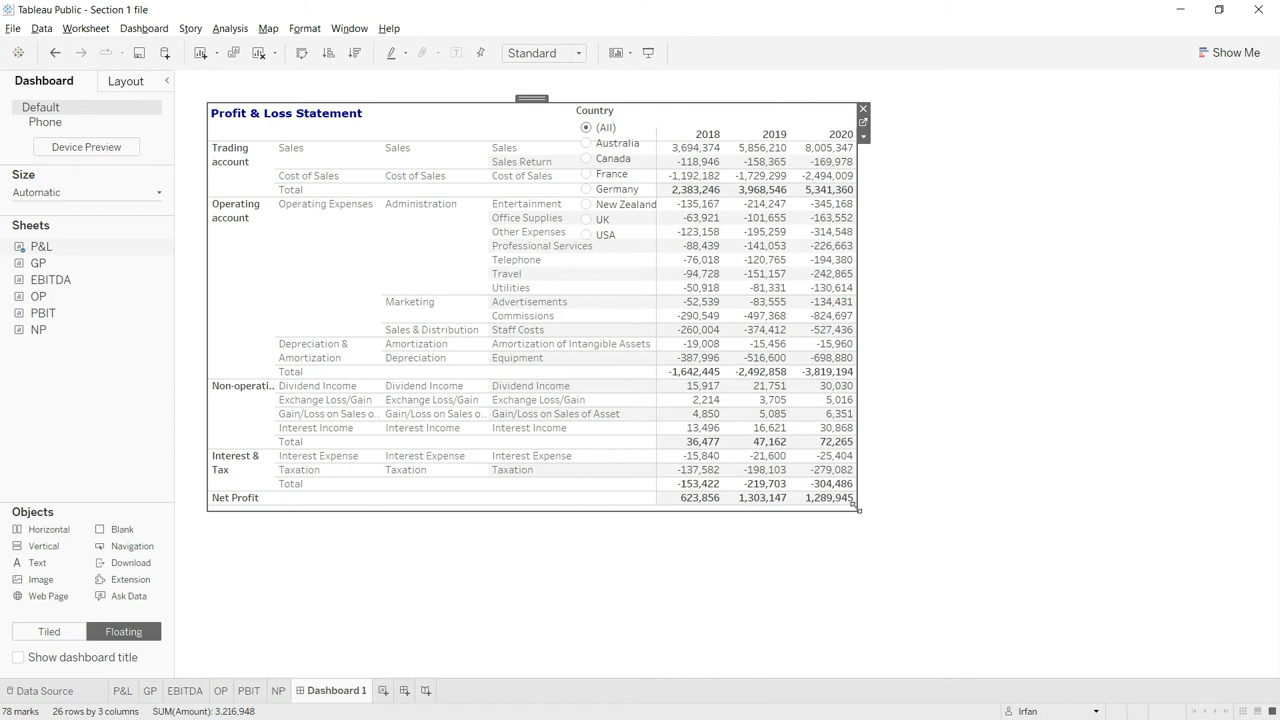 Tableau Public - Section 1 file
File Data Worksheet Dashboard Story Analysis Map Format Window Help
Standard Show Me
Dashboard Layout
Default
Phone
Device Preview
Size
Automatic
Sheets
P&L
GP
EBITDA
OP
PBIT
NP
Objects
Horizontal Blank
Vertical Navigation
Text Download
Image Extension
Web Page Ask Data
Tiled Floating
Show dashboard title
Profit & Loss Statement
Country
(All)
Australia
Canada
France
Germany
New Zealand
UK
USA
2018 2019 2020
Trading account Sales Sales Sales 3,694,374 5,856,210 8,005,347
Sales Return -118,946 -158,365 -169,978
Cost of Sales Cost of Sales Cost of Sales -1,192,182 -1,729,299 -2,494,009
Total 2,383,246 3,968,546 5,341,360
Operating account Operating Expenses Administration Entertainment -135,167 -214,247 -345,168
Office Supplies -63,921 -101,655 -163,552
Other Expenses -123,158 -195,259 -314,548
Professional Services -88,439 -141,053 -226,663
Telephone -76,018 -120,765 -194,380
Travel -94,728 -151,157 -242,865
Utilities -50,918 -81,331 -130,614
Marketing Advertisements -52,539 -83,555 -134,431
Commissions -290,549 -497,368 -824,697
Sales & Distribution Staff Costs -260,004 -374,412 -527,436
Depreciation & Amortization Amortization Amortization of Intangible Assets -19,008 -15,456 -15,960
Depreciation Equipment -387,996 -516,600 -698,880
Total -1,642,445 -2,492,858 -3,819,194
Non-operati.. Dividend Income Dividend Income Dividend Income 15,917 21,751 30,030
Exchange Loss/Gain Exchange Loss/Gain Exchange Loss/Gain 2,214 3,705 5,016
Gain/Loss on Sales o.. Gain/Loss on Sales o.. Gain/Loss on Sales of Asset 4,850 5,085 6,351
Interest Income Interest Income Interest Income 13,496 16,621 30,868
Total 36,477 47,162 72,265
Interest & Tax Interest Expense Interest Expense Interest Expense -15,840 -21,600 -25,404
Taxation Taxation Taxation -137,582 -198,103 -279,082
Total -153,422 -219,703 -304,486
Net Profit 623,856 1,303,147 1,289,945
Data Source P&L GP EBITDA OP PBIT NP Dashboard 1
78 marks 26 rows by 3 columns SUM(Amount): 3,216,948 Irfan